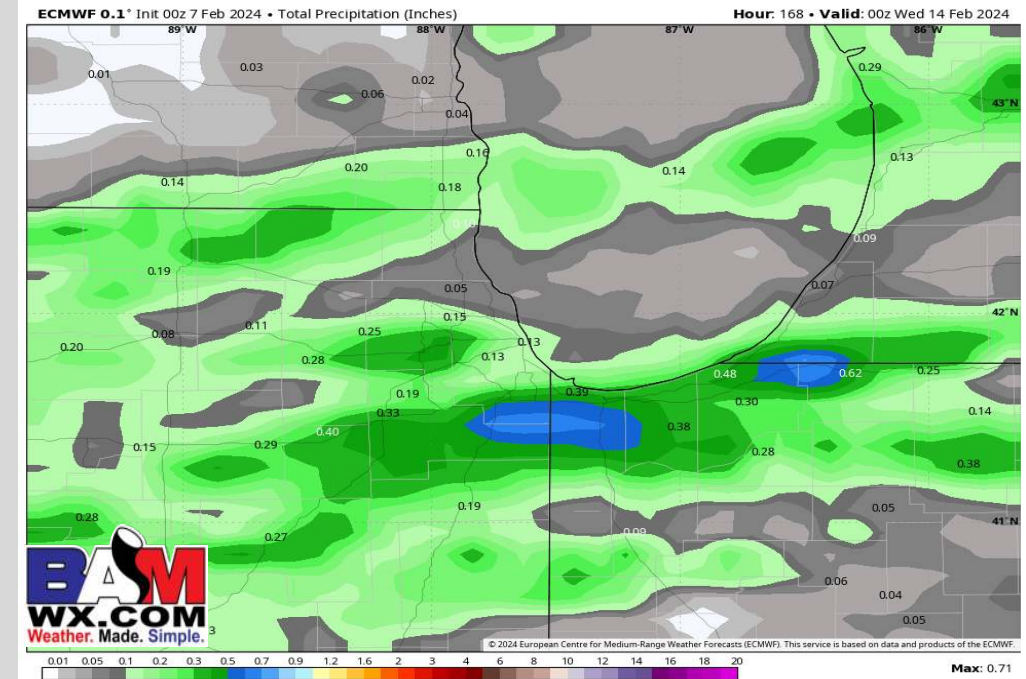 ECMWF 0.1° Init 00z 7 Feb 2024 • Total Precipitation (Inches)
Hour: 168 • Valid: 00z Wed 14 Feb 2024
89°W 88°W 87°W 86°W
0.01 0.03 0.02 0.29
0.06 43°N
0.04
0.16 0.13
0.20 0.14
0.14 0.18
0.10
0.09
0.19
0.05 0.07
0.15 42°N
0.11 0.25
0.08 0.13
0.20 0.28 0.13
0.48 0.62 0.25
0.19 0.39 0.30
0.33 0.14
0.40 0.38
0.15 0.29 0.28
0.38
0.19 0.05
0.28 41°N
0.27 0.09
0.06
0.04
0.05
BAM
WX.COM
Weather. Made. Simple.
3
© 2024 European Centre for Medium-Range Weather Forecasts (ECMWF). This service is based on data and products of the ECMWF.
0.01 0.05 0.1 0.2 0.3 0.5 0.7 0.9 1.2 1.6 2 3 4 6 8 10 12 14 16 18 20
Max: 0.71